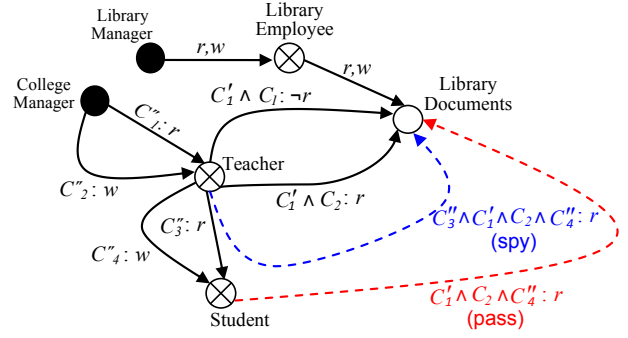 Library
Manager
Library
Employee
r,w
r,w
College
Manager
Library
Documents
C″₁: r
C′₁ ∧ C₁: ¬r
Teacher
C″₂: w
C′₁ ∧ C₂: r
C″₃: r
C″₃∧C′₁∧C₂∧C″₄: r
(spy)
C″₄: w
C′₁∧C₂∧C″₄: r
(pass)
Student